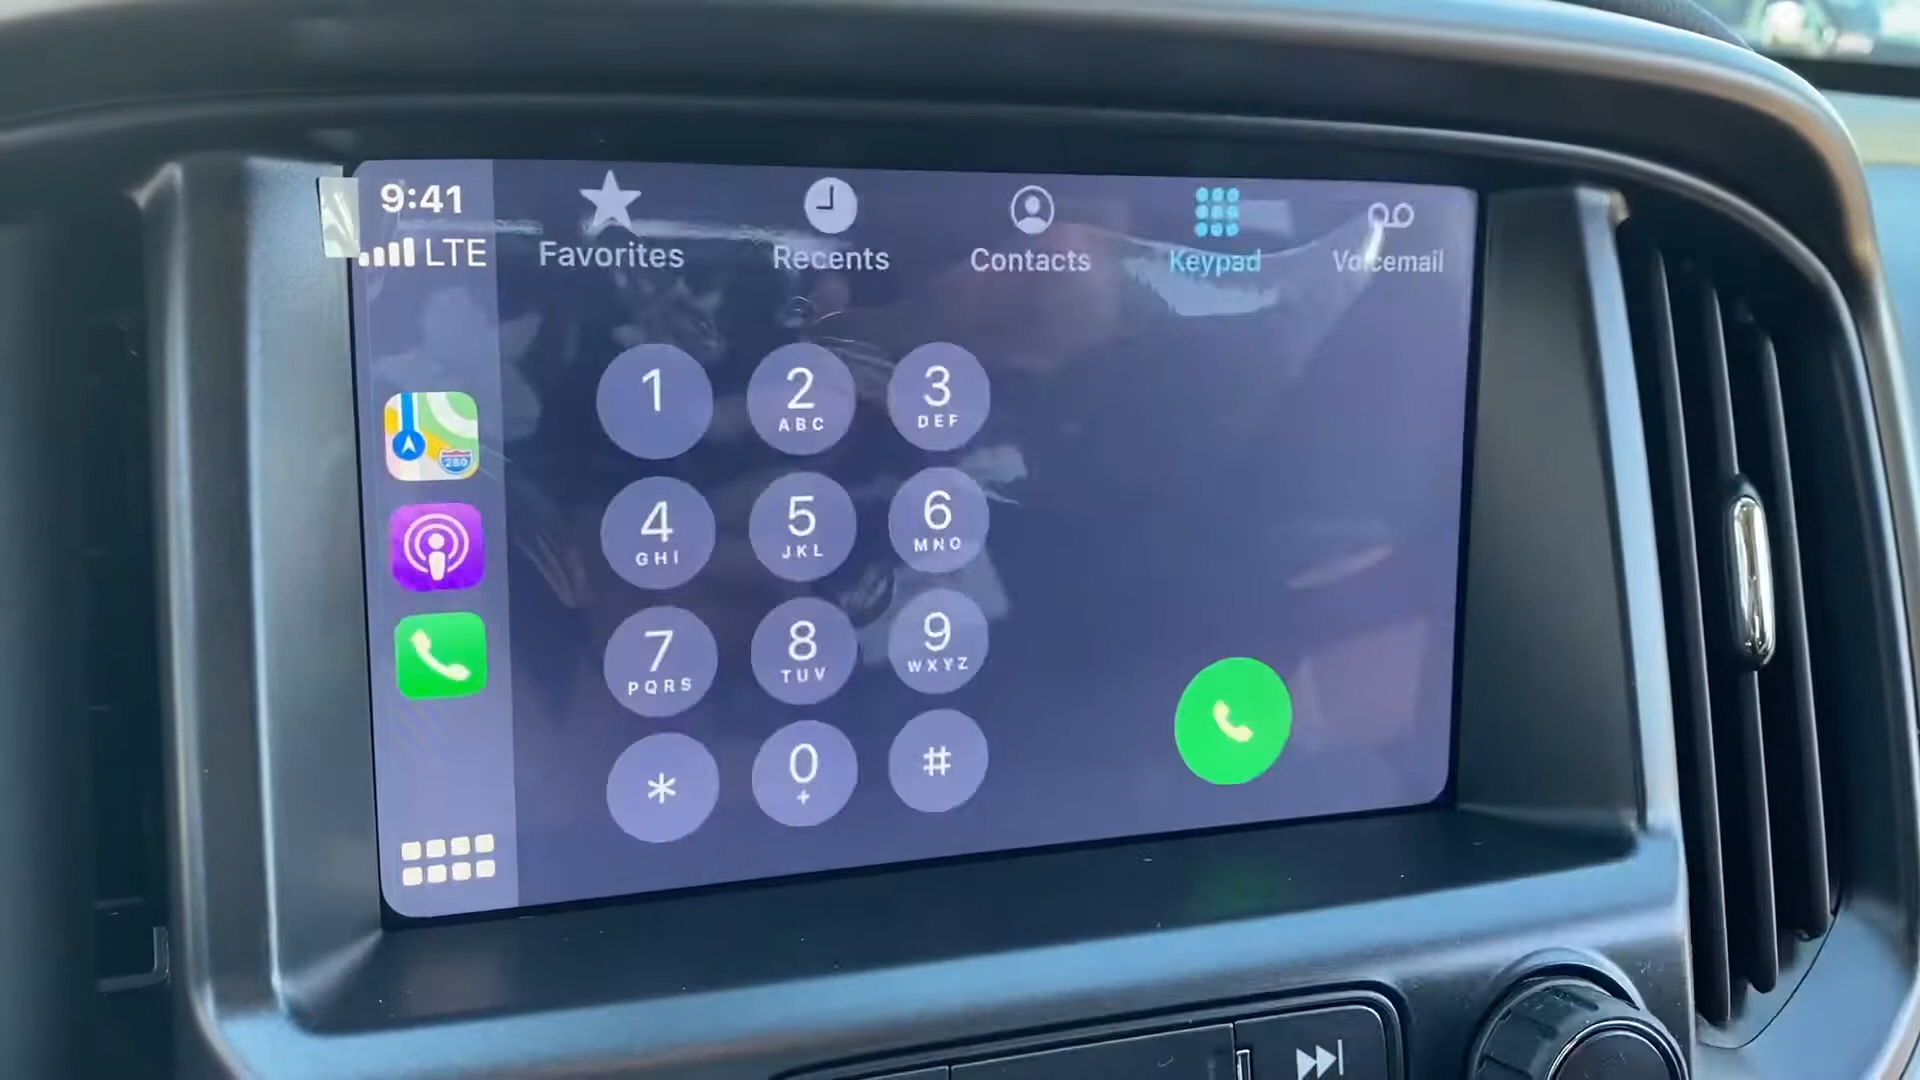 9:41
LTE
Favorites
Recents
Contacts
Keypad
Voicemail
280
1
2
ABC
3
DEF
4
GHI
5
JKL
6
MNO
7
PQRS
8
TUV
9
WXYZ
*
0
+
#